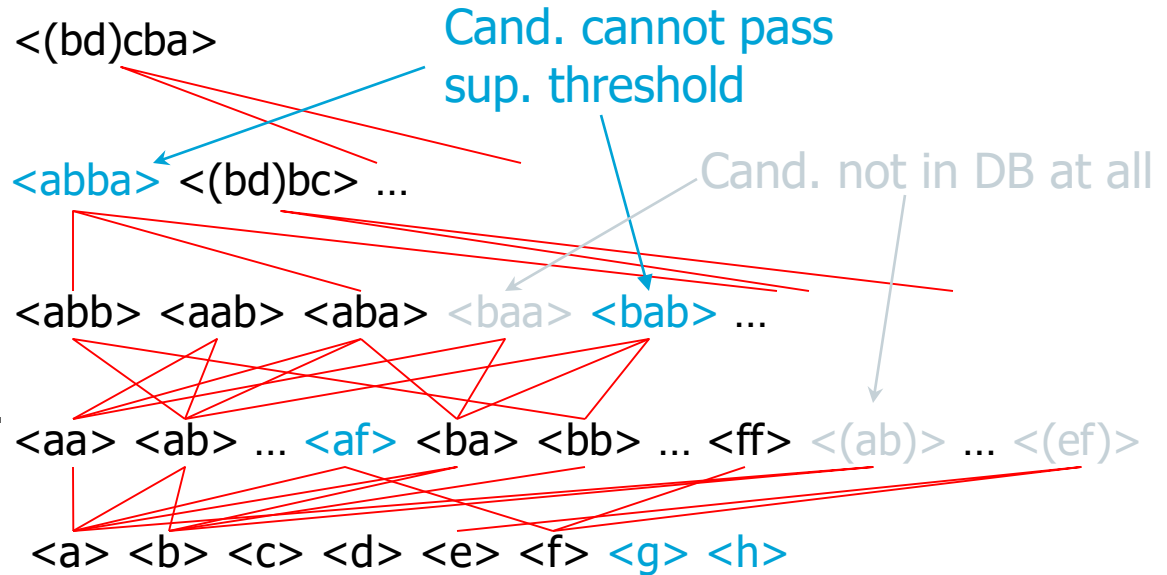 <(bd)cba>
Cand. cannot pass
sup. threshold
<abba> <(bd)bc> ...
Cand. not in DB at all
<abb> <aab> <aba> <baa> <bab> ...
<aa> <ab> ... <af> <ba> <bb> ... <ff> <(ab)> ... <(ef)>
<a> <b> <c> <d> <e> <f> <g> <h>